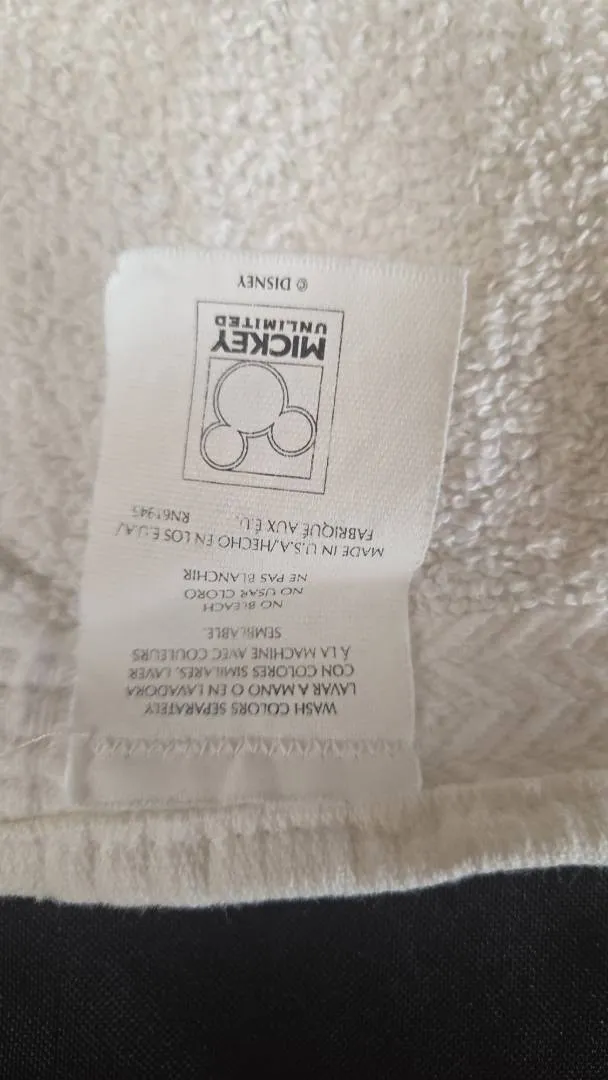 WASH COLORS SEPARATELY
LAVAR A MANO O EN LAVADORA
CON COLORES SIMILARES, LAVER
À LA MACHINE AVEC COULEURS
SEMBLABLE.
NO BLEACH
NO USAR CLORO
NE PAS BLANCHIR
MADE IN U.S.A/HECHO EN LOS E.U.A/
FABRIQUÉ AUX É.U. RN61945
MICKEY
UNLIMITED
© DISNEY